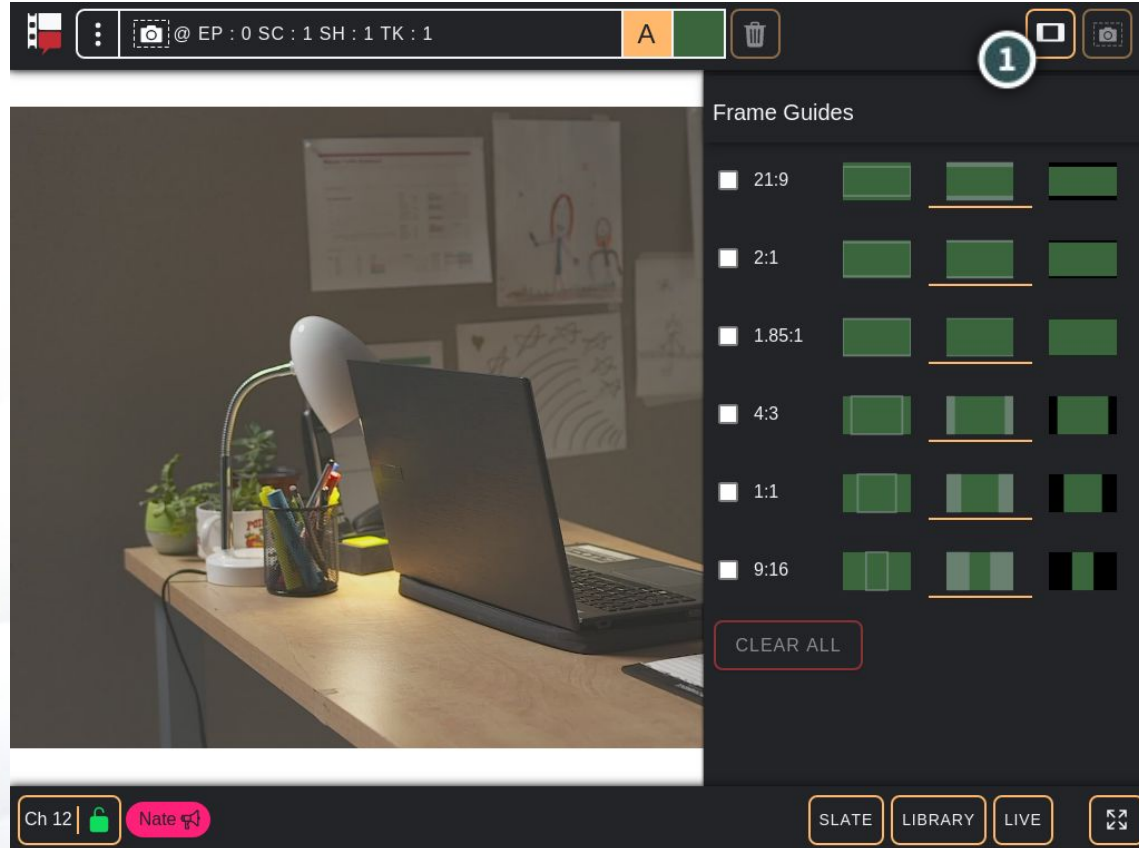 @ EP : 0 SC : 1 SH : 1 TK : 1
A
1
Frame Guides
21:9
2:1
1.85:1
4:3
1:1
9:16
CLEAR ALL
Ch 12
Nate
SLATE
LIBRARY
LIVE